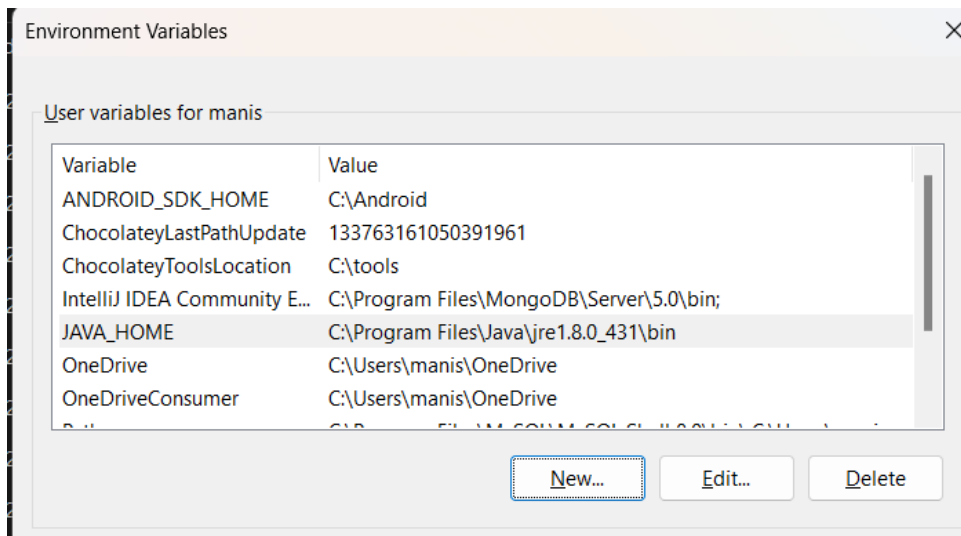 Environment Variables
User variables for manis
Variable Value
ANDROID_SDK_HOME C:\Android
ChocolateyLastPathUpdate 133763161050391961
ChocolateyToolsLocation C:\tools
IntelliJ IDEA Community E... C:\Program Files\MongoDB\Server\5.0\bin;
JAVA_HOME C:\Program Files\Java\jre1.8.0_431\bin
OneDrive C:\Users\manis\OneDrive
OneDriveConsumer C:\Users\manis\OneDrive
New... Edit... Delete